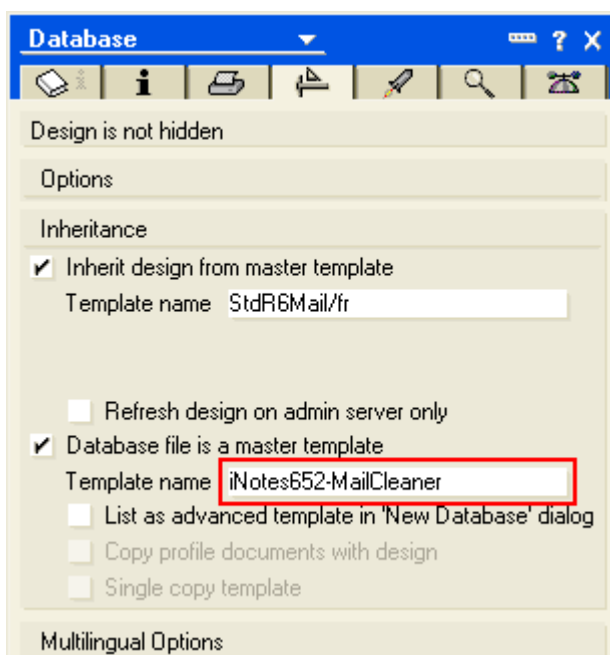 Database
Design is not hidden
Options
Inheritance
Inherit design from master template
Template name StdR6Mail/fr
Refresh design on admin server only
Database file is a master template
Template name iNotes652-MailCleaner
List as advanced template in 'New Database' dialog
Copy profile documents with design
Single copy template
Multilingual Options